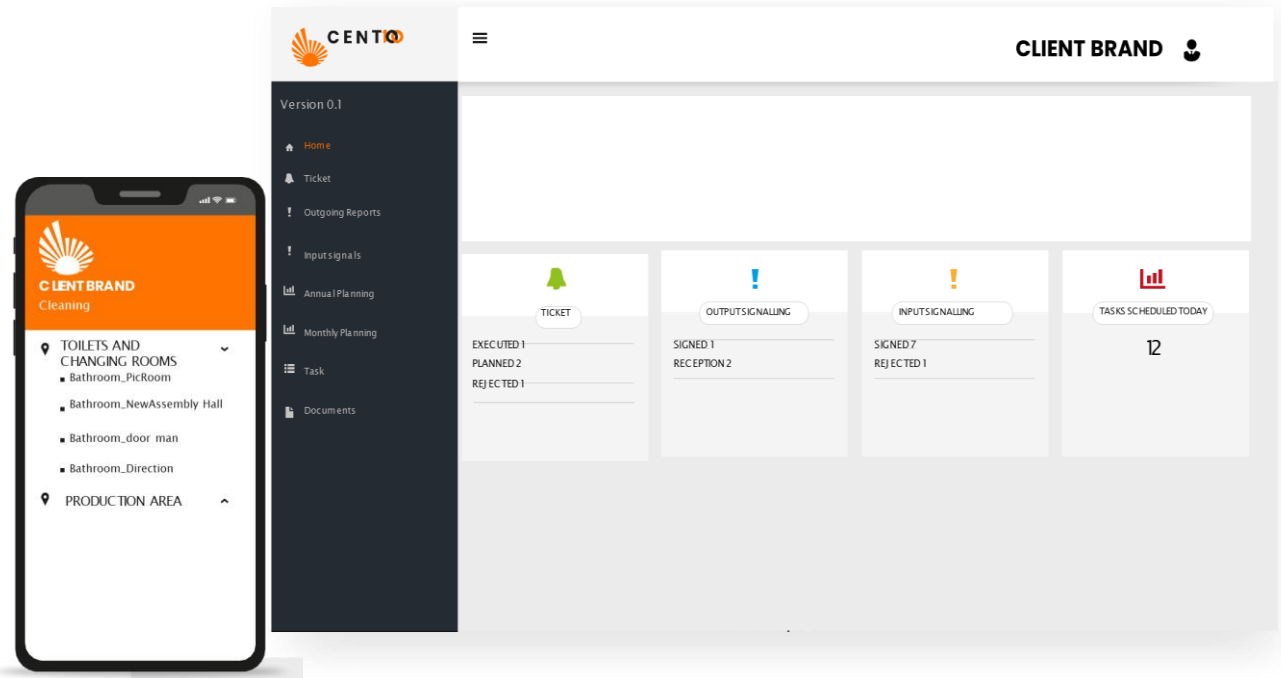 CENTO10
CLIENT BRAND
Version 0.1
Home
Ticket
Outgoing Reports
Input signals
Annual Planning
Monthly Planning
Task
Documents
TICKET
EXECUTED 1
PLANNED 2
REJECTED 1
OUTPUT SIGNALLING
SIGNED 1
RECEPTION 2
INPUT SIGNALLING
SIGNED 7
REJECTED 1
TASKS SCHEDULED TODAY
12
CLIENT BRAND
Cleaning
TOILETS AND
CHANGING ROOMS
Bathroom_PicRoom
Bathroom_NewAssembly Hall
Bathroom_door man
Bathroom_Direction
PRODUCTION AREA